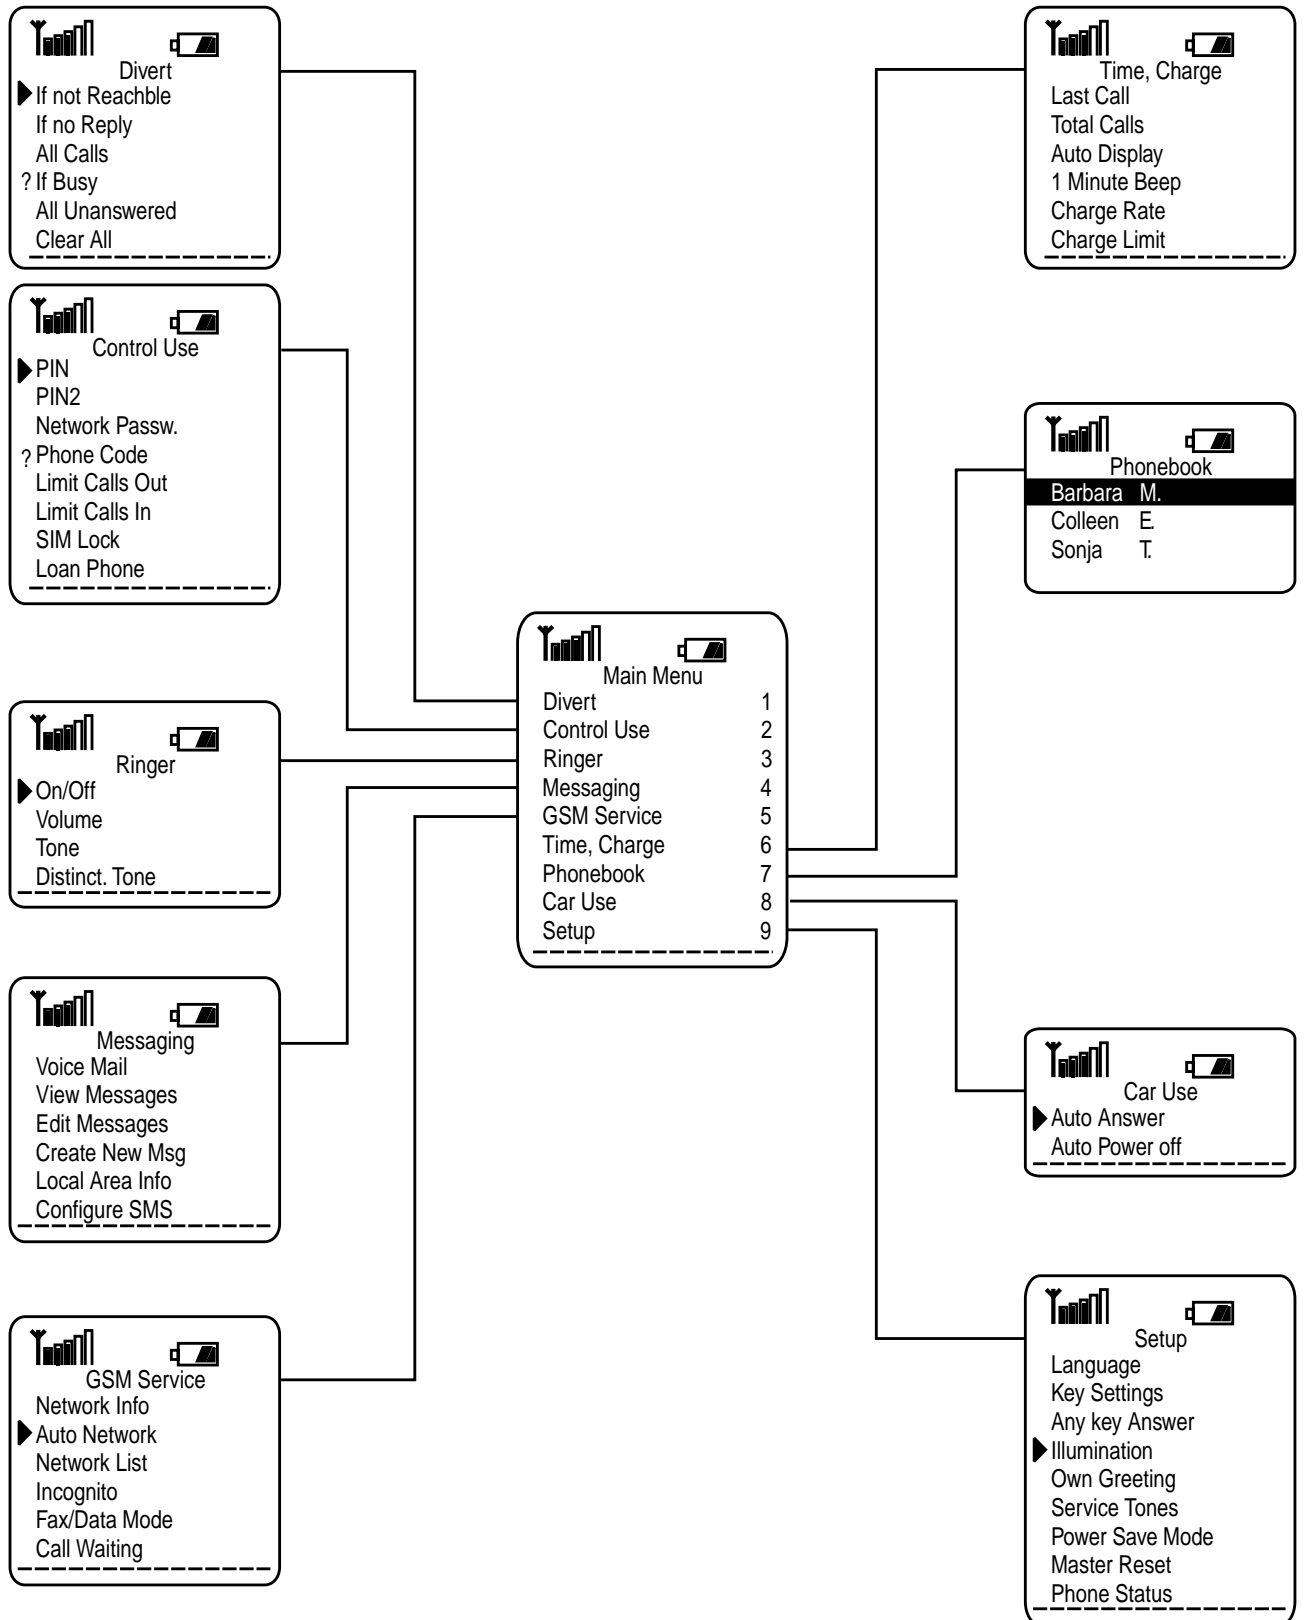 Divert
If not Reachble
If no Reply
All Calls
? If Busy
All Unanswered
Clear All
Control Use
PIN
PIN2
Network Passw.
? Phone Code
Limit Calls Out
Limit Calls In
SIM Lock
Loan Phone
Ringer
On/Off
Volume
Tone
Distinct. Tone
Messaging
Voice Mail
View Messages
Edit Messages
Create New Msg
Local Area Info
Configure SMS
GSM Service
Network Info
Auto Network
Network List
Incognito
Fax/Data Mode
Call Waiting
Main Menu
Divert 1
Control Use 2
Ringer 3
Messaging 4
GSM Service 5
Time, Charge 6
Phonebook 7
Car Use 8
Setup 9
Time, Charge
Last Call
Total Calls
Auto Display
1 Minute Beep
Charge Rate
Charge Limit
Phonebook
Barbara M.
Colleen E.
Sonja T.
Car Use
Auto Answer
Auto Power off
Setup
Language
Key Settings
Any key Answer
Illumination
Own Greeting
Service Tones
Power Save Mode
Master Reset
Phone Status